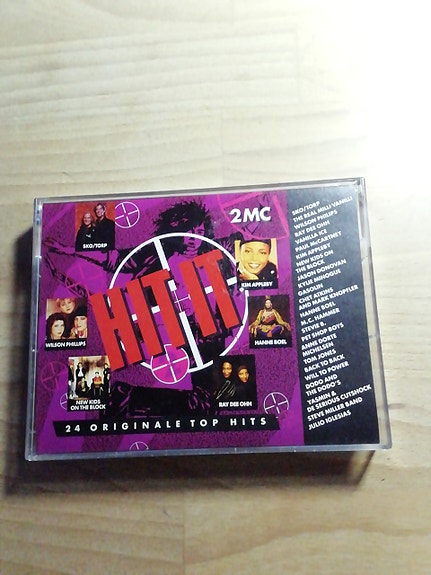 2MC
SKO/TORP
KIM APPLEBY
HIT IT
WILSON PHILLIPS
HANNE BOEL
NEW KIDS
ON THE BLOCK
RAY DEE OHH
24 ORIGINALE TOP HITS
SKO/TORP
THE REAL MILLI VANILLI
WILSON PHILIPS
RAY DEE OHH
VANILLA ICE
PAUL McCARTNEY
KIM APPLEBY
NEW KIDS ON
THE BLOCK
JASON DONOVAN
KYLIE MINOGUE
GASOLIN
CHET ATKINS
AND MARK KNOPFLER
HANNE BOEL
M.C. HAMMER
STEVIE B.
PET SHOP BOYS
ANNE DORTE
MICHELSEN
TOM JONES
BACK TO BACK
WILL TO POWER
DODO AND
THE DODO'S
YASMIN &
DE SERIOUS CUTSHOCK
STEVE MILLER BAND
JULIO IGLESIAS